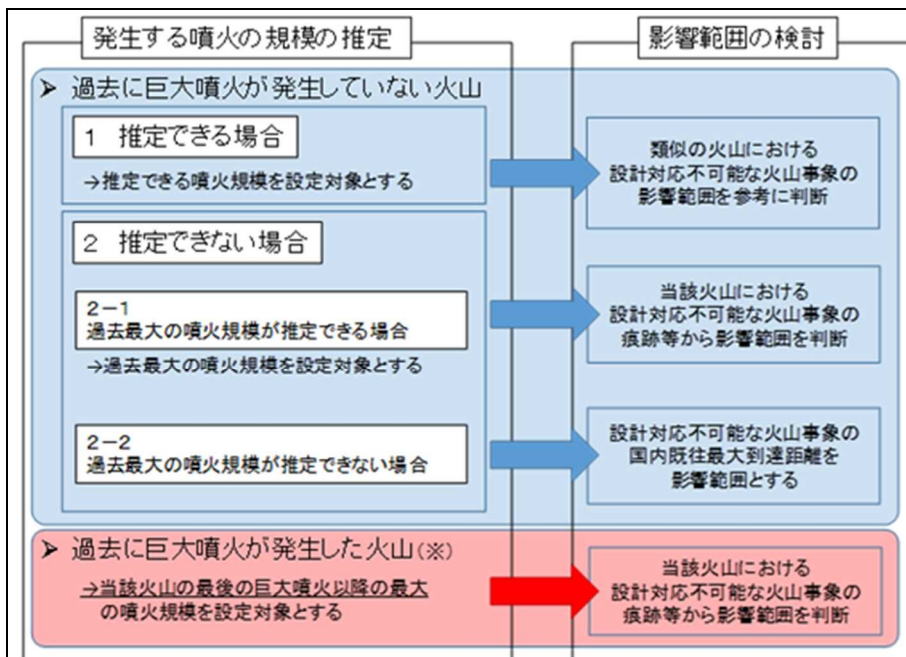 発生する噴火の規模の推定
影響範囲の検討
➤ 過去に巨大噴火が発生していない火山
1 推定できる場合
→推定できる噴火規模を設定対象とする
類似の火山における
設計対応不可能な火山事象の
影響範囲を参考に判断
2 推定できない場合
2-1
過去最大の噴火規模が推定できる場合
→過去最大の噴火規模を設定対象とする
当該火山における
設計対応不可能な火山事象の
痕跡等から影響範囲を判断
2-2
過去最大の噴火規模が推定できない場合
設計対応不可能な火山事象の
国内既往最大到達距離を
影響範囲とする
➤ 過去に巨大噴火が発生した火山(※)
→当該火山の最後の巨大噴火以降の最大
の噴火規模を設定対象とする
当該火山における
設計対応不可能な火山事象の
痕跡等から影響範囲を判断